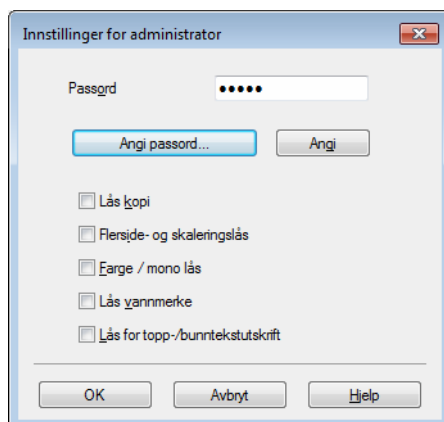 Innstillinger for administrator
Passord
Angi passord... Angi
Lås kopi
Flerside- og skaleringslås
Farge / mono lås
Lås vannmerke
Lås for topp-/bunntekstutskrift
OK Avbryt Hjelp